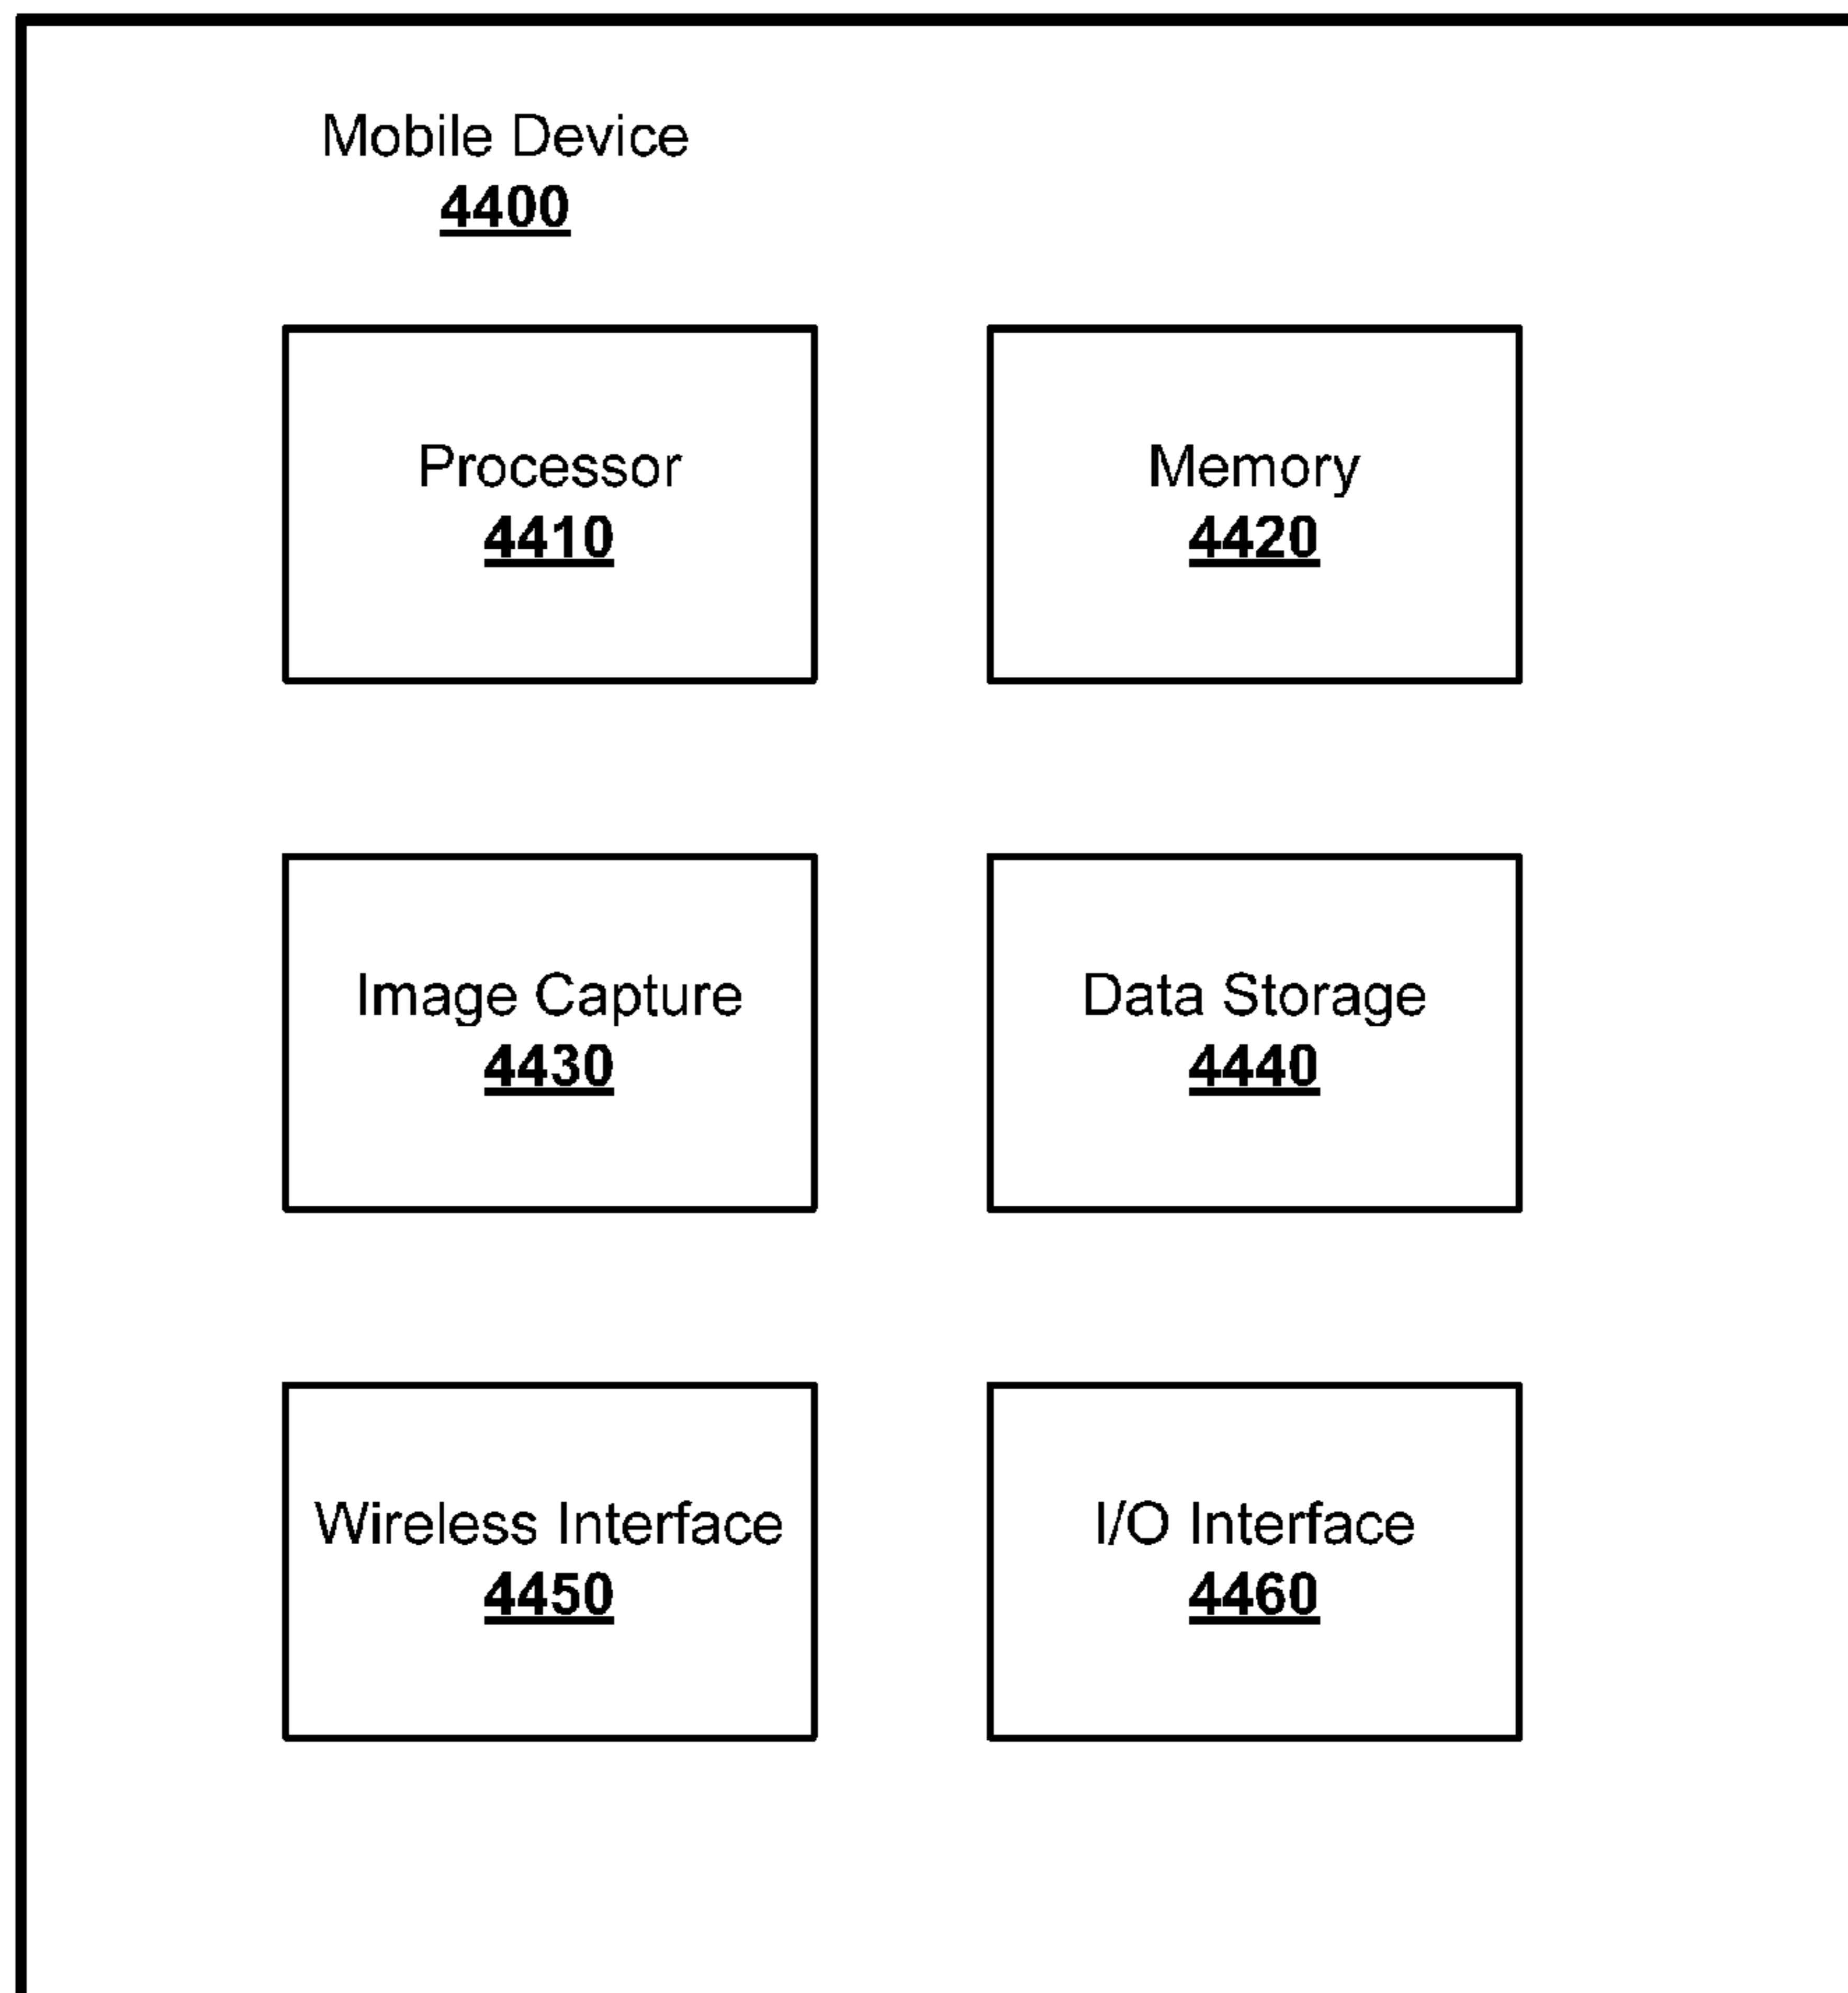 Mobile Device
4400
Processor
4410
Memory
4420
Image Capture
4430
Data Storage
4440
Wireless Interface
4450
I/O Interface
4460